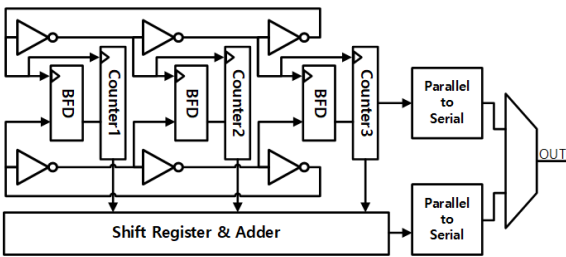 BFD
Counter1
BFD
Counter2
BFD
Counter3
Parallel
to
Serial
OUT
Parallel
to
Serial
Shift Register & Adder